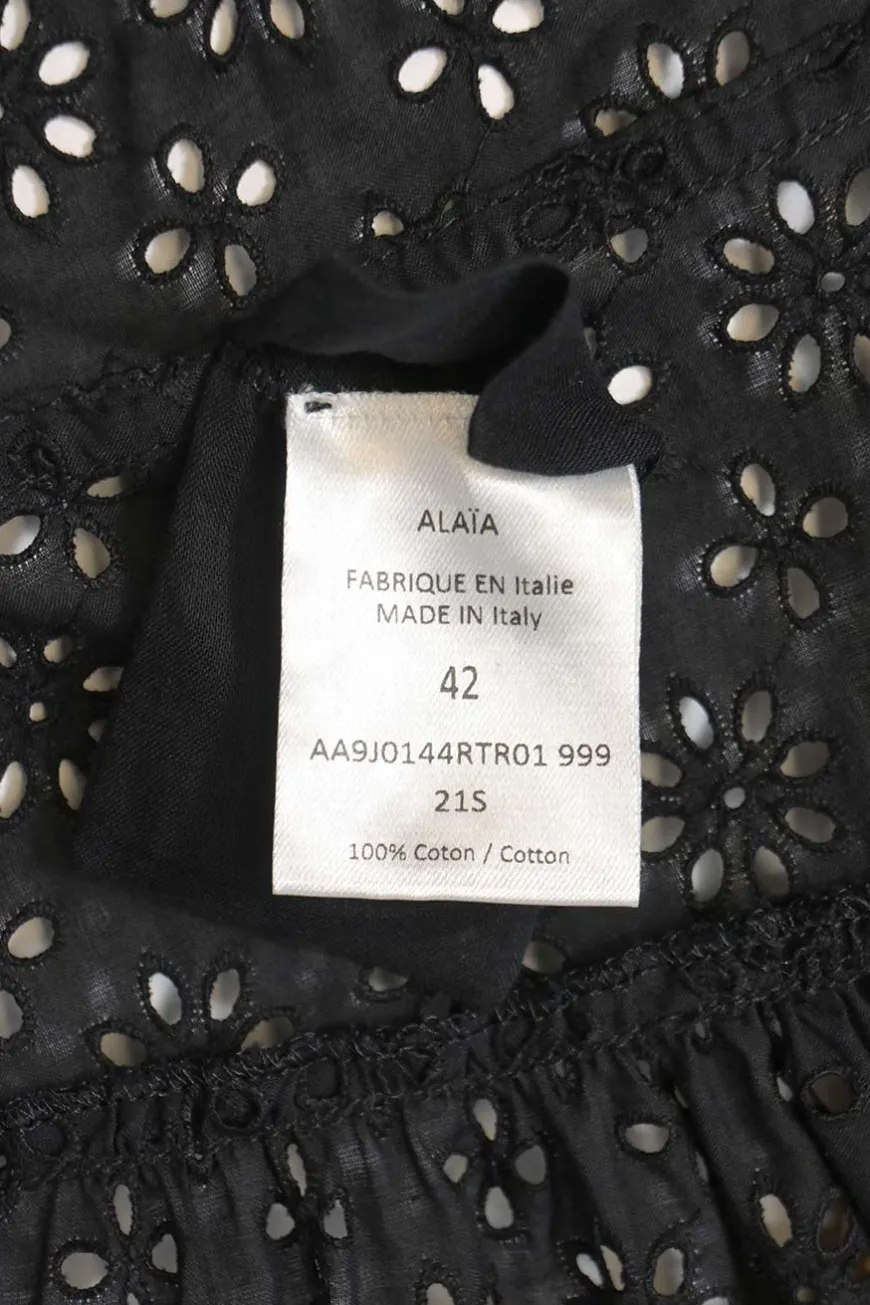 ALAÏA
FABRIQUE EN Italie
MADE IN Italy
42
AA9J0144RTR01 999
21S
100% Coton / Cotton